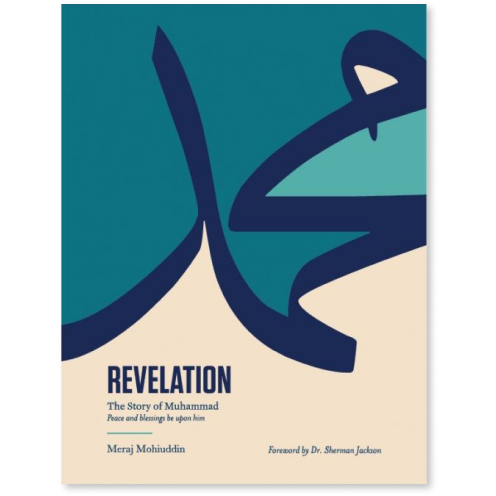 محمد
REVELATION
The Story of Muhammad
Peace and blessings be upon him
Meraj Mohiuddin
Foreword by Dr. Sherman Jackson